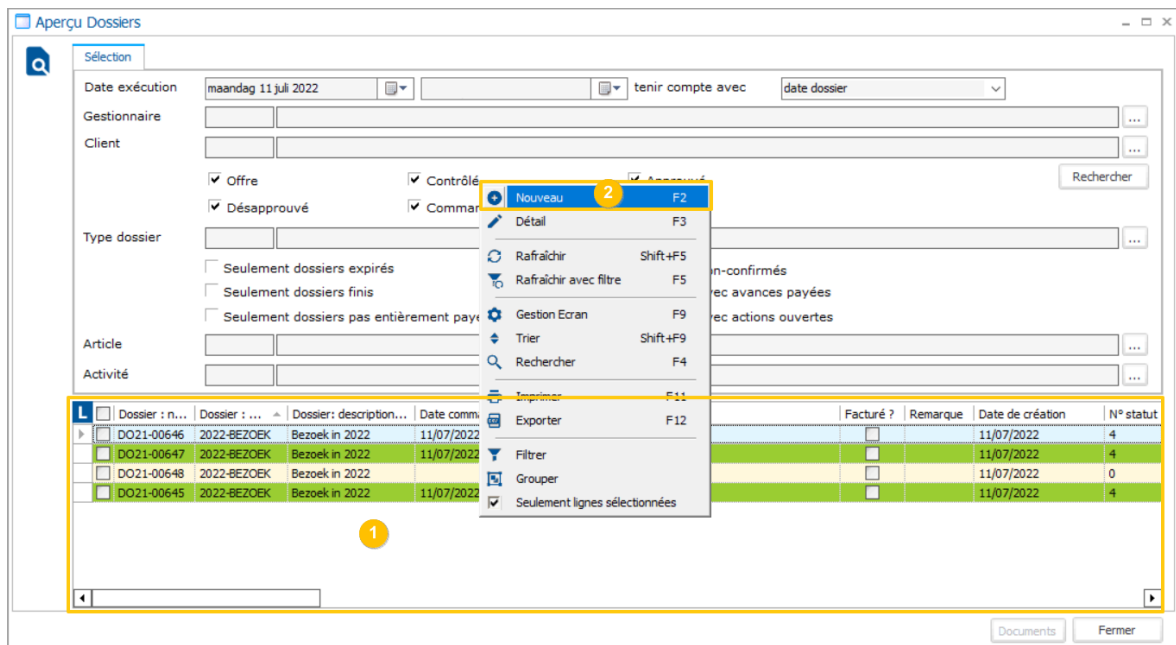 Aperçu Dossiers
Sélection
Date exécution maandag 11 juli 2022 tenir compte avec date dossier
Gestionnaire ...
Client ...
Offre Contrôlé Approuvé Rechercher
Nouveau 2 F2
Désapprouvé Comman
Détail F3
Type dossier ...
Rafraîchir Shift+F5
Seulement dossiers expirés n-confirmés
Rafraîchir avec filtre F5
Seulement dossiers finis ec avances payées
Seulement dossiers pas entièrement payé Gestion Ecran F9 ec actions ouvertes
Trier Shift+F9
Article ...
Rechercher F4
Activité ...
Imprimer F11
L Dossier : n... Dossier : ... Dossier: description... Date comma Facturé ? Remarque Date de création N° statut
Exporter F12
DO21-00646 2022-BEZOEK Bezoek in 2022 11/07/2022 11/07/2022 4
DO21-00647 2022-BEZOEK Bezoek in 2022 11/07/2022 11/07/2022 4
Filtrer
DO21-00648 2022-BEZOEK Bezoek in 2022 11/07/2022 0
Grouper
DO21-00645 2022-BEZOEK Bezoek in 2022 11/07/2022 11/07/2022 4
Seulement lignes sélectionnées
1
Documents Fermer